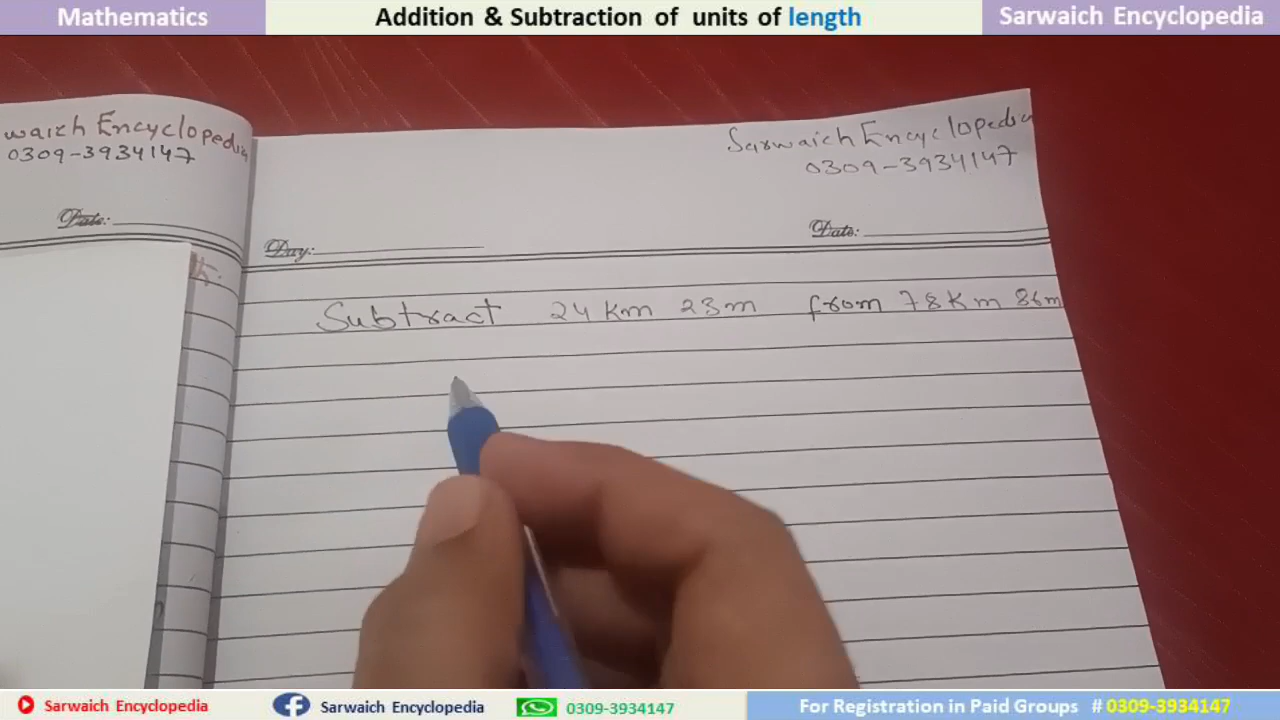 Mathematics
Addition & Subtraction of units of length
Sarwaich Encyclopedia
waich Encyclopedia
0309-3934147
Sarwaich Encyclopedia
0309-3934147
Date:
Day:
Date:
Subtract 24 Km 23m from 78Km 86m
Sarwaich Encyclopedia
Sarwaich Encyclopedia
0309-3934147
For Registration in Paid Groups # 0309-3934147